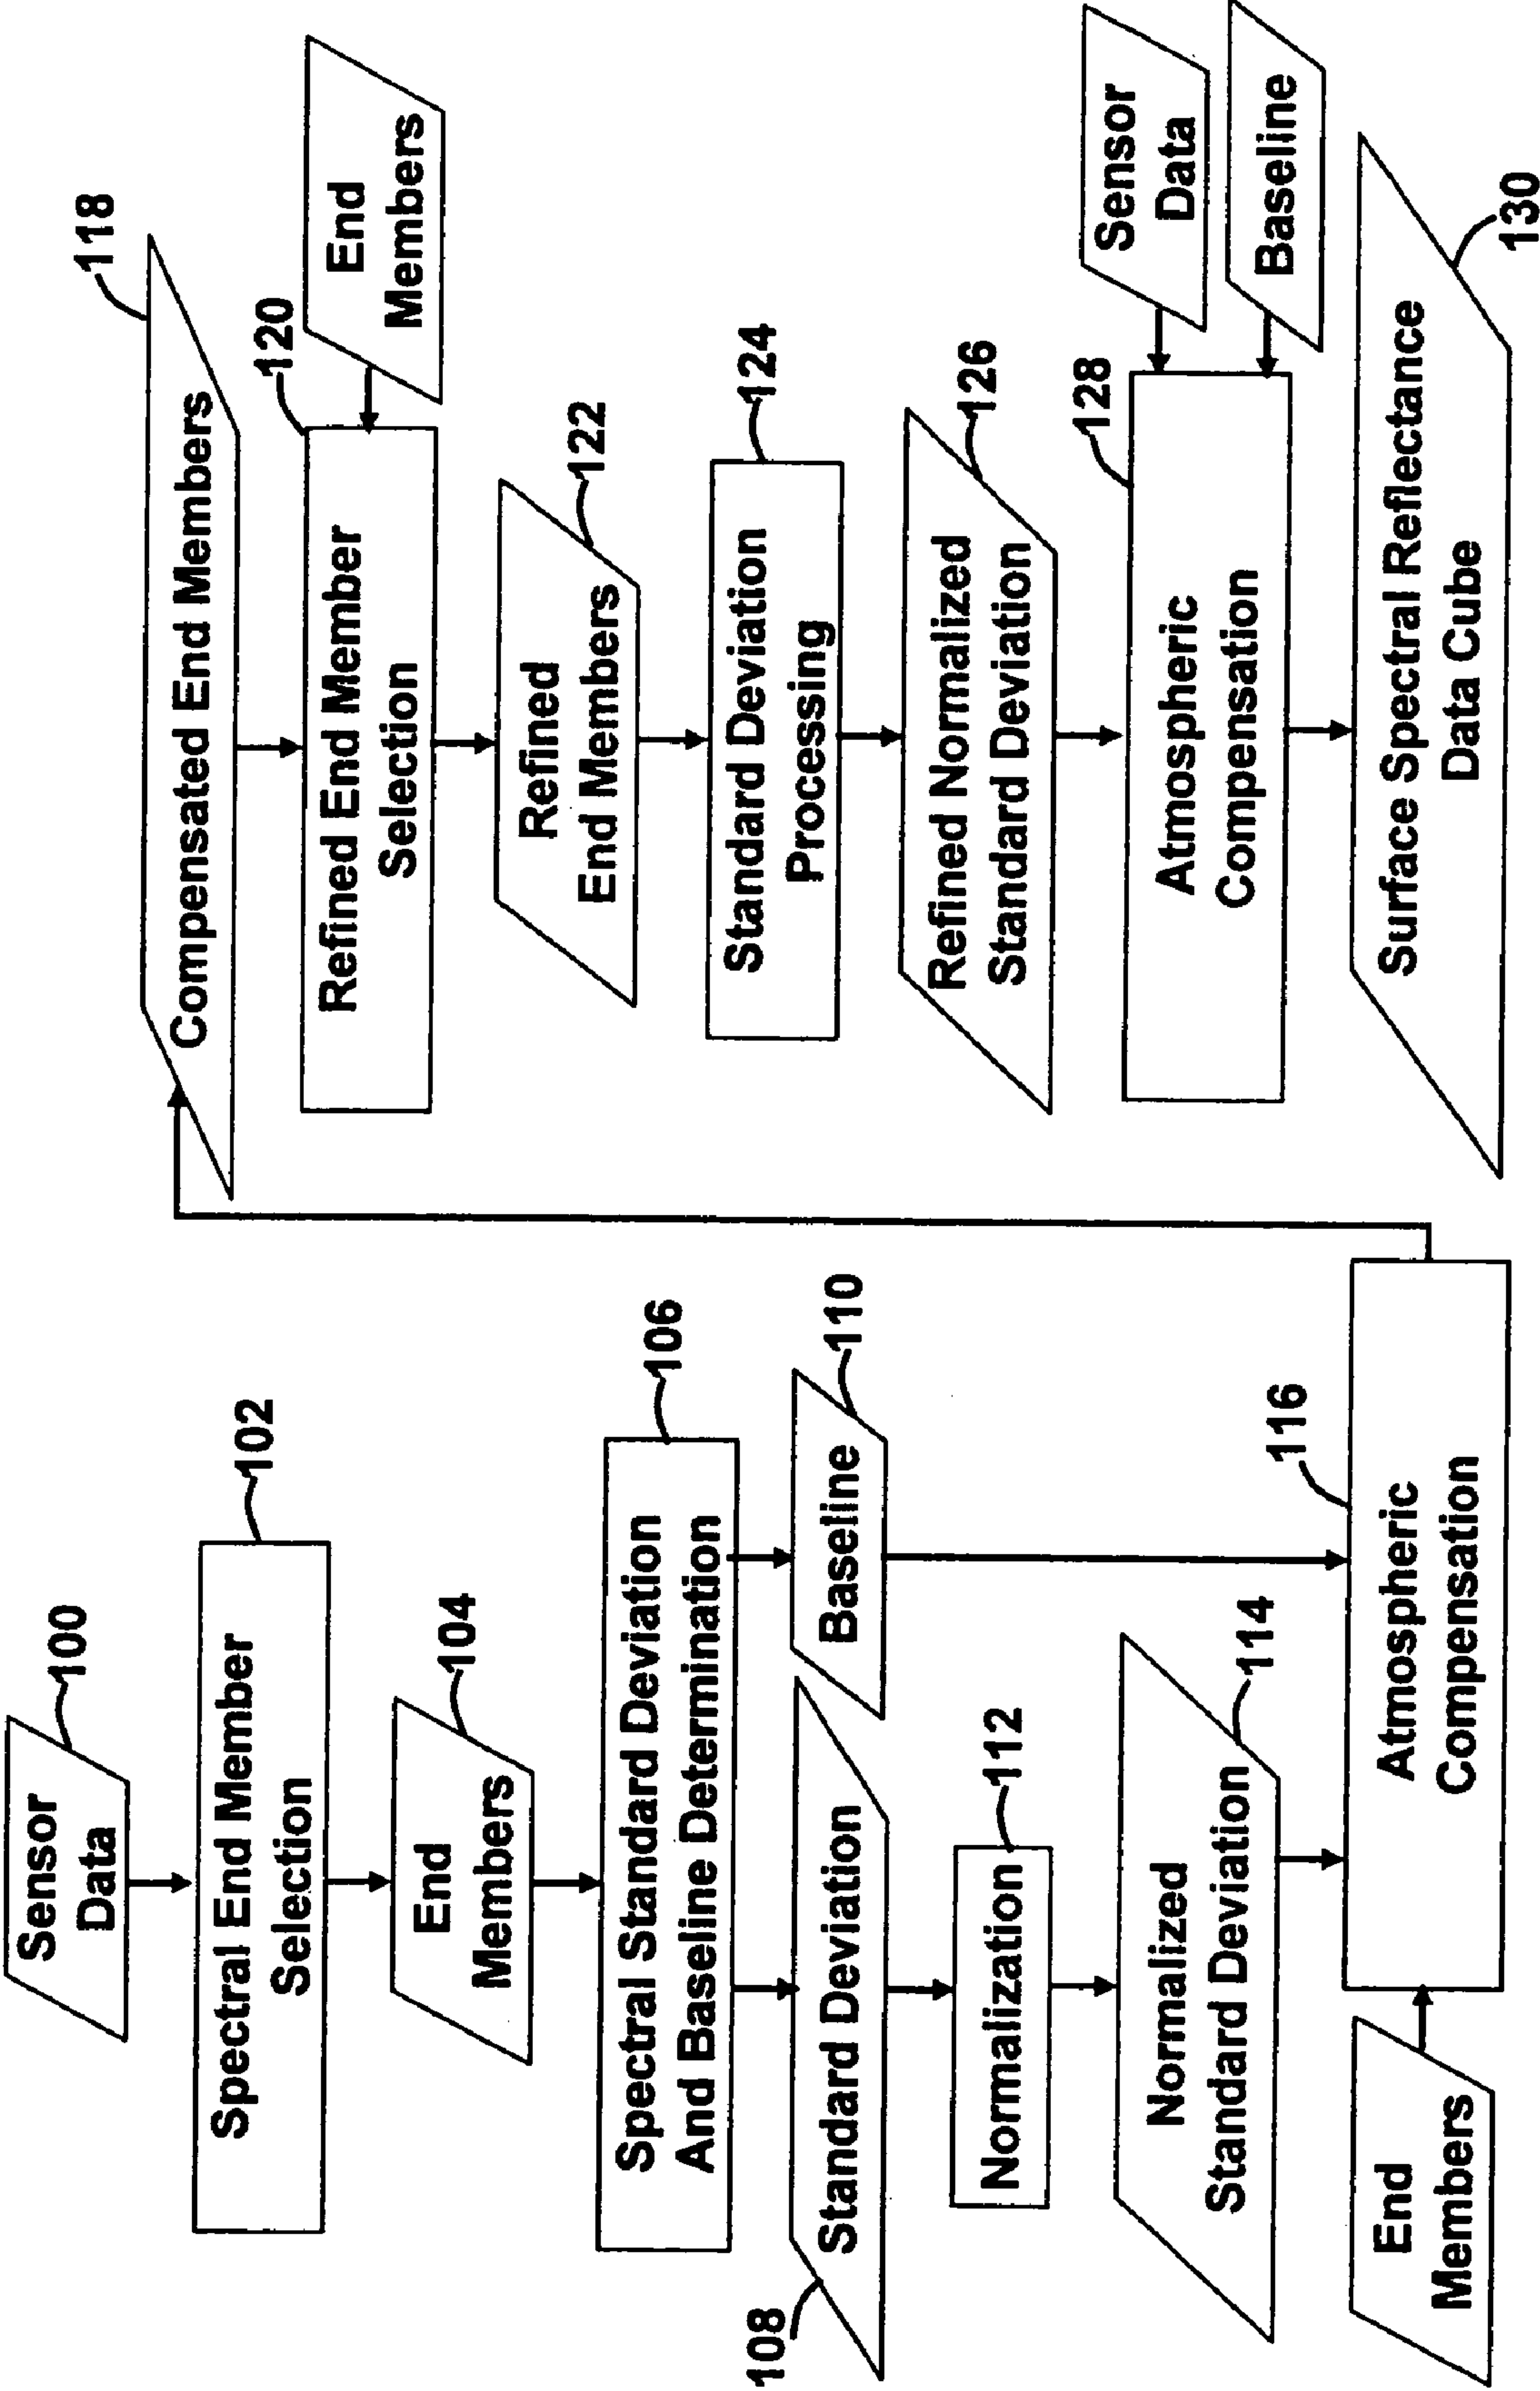 100
Sensor
Data
102
Spectral End Member
Selection
104
End
Members
106
Spectral Standard Deviation
And Baseline Determination
108
Standard Deviation
110
Baseline
112
Normalization
114
Normalized
Standard Deviation
116
End
Members
Atmospheric
Compensation
118
Compensated End Members
120
Refined End Member
Selection
End
Members
122
Refined
End Members
124
Standard Deviation
Processing
126
Refined Normalized
Standard Deviation
128
Atmospheric
Compensation
Sensor
Data
Baseline
Surface Spectral Reflectance
Data Cube
130